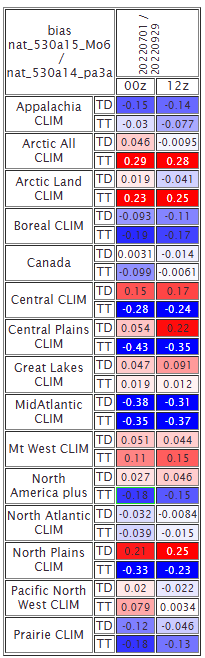 bias
nat_530a15_Mo6
/
nat_530a14_pa3a
20220701 /
20220929
00z 12z
Appalachia CLIM
TD -0.15 -0.14
TT -0.03 -0.077
Arctic All CLIM
TD 0.046 -0.0095
TT 0.29 0.28
Arctic Land CLIM
TD 0.019 -0.041
TT 0.23 0.25
Boreal CLIM
TD -0.093 -0.11
TT -0.19 -0.17
Canada
TD 0.0031 -0.014
TT -0.099 -0.0061
Central CLIM
TD 0.15 0.17
TT -0.28 -0.24
Central Plains CLIM
TD 0.054 0.22
TT -0.43 -0.35
Great Lakes CLIM
TD 0.047 0.091
TT 0.019 0.012
MidAtlantic CLIM
TD -0.38 -0.31
TT -0.35 -0.37
Mt West CLIM
TD 0.051 0.044
TT 0.11 0.15
North America plus
TD 0.027 0.046
TT -0.18 -0.15
North Atlantic CLIM
TD -0.032 -0.0084
TT -0.039 -0.015
North Plains CLIM
TD 0.21 0.25
TT -0.33 -0.23
Pacific North West CLIM
TD 0.02 -0.022
TT 0.079 0.0034
Prairie CLIM
TD -0.12 -0.046
TT -0.18 -0.13